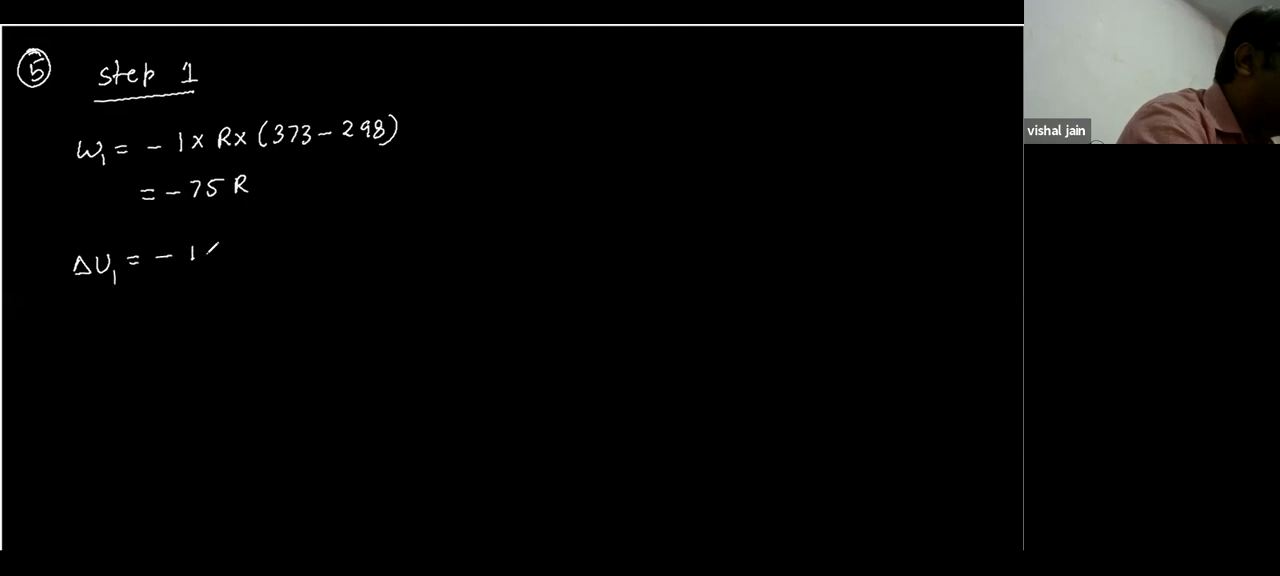 ⑤ Step 1
W₁ = - 1 × R × (373 - 298)
= - 75 R
ΔU₁ = - 1
vishal jain